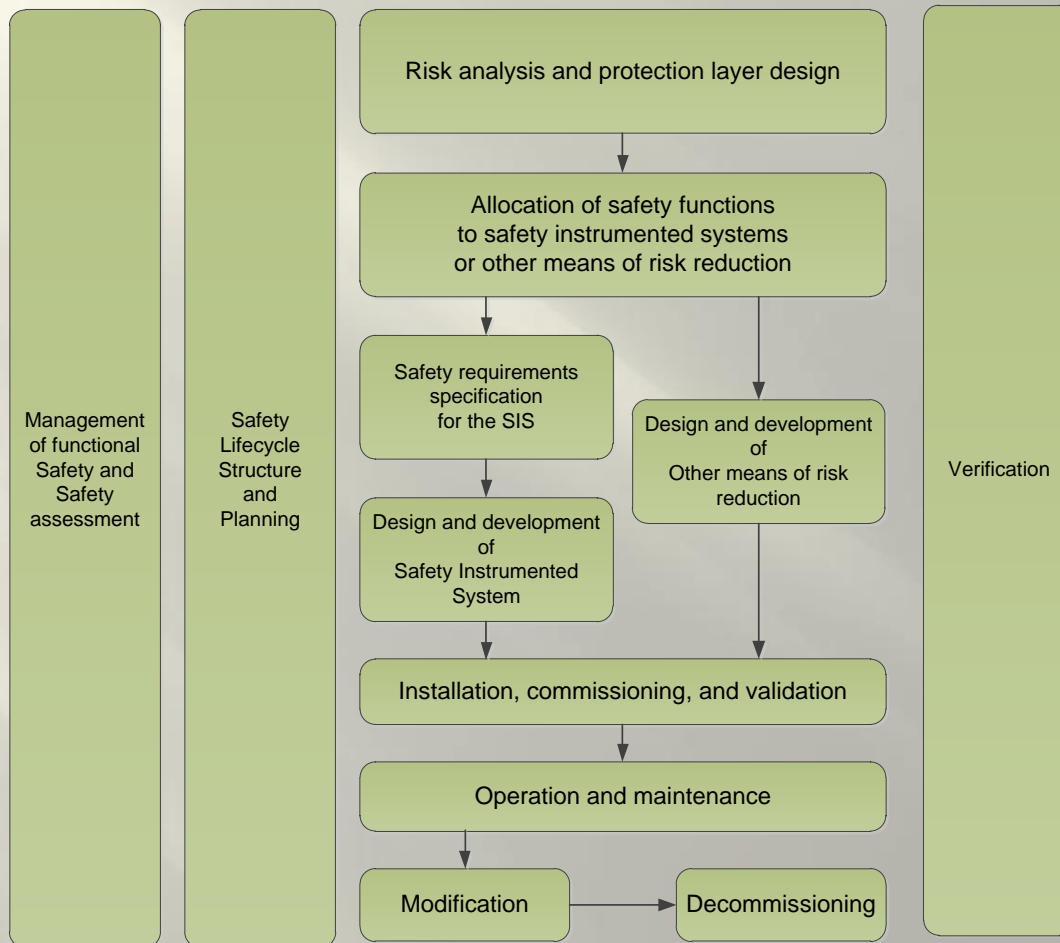 Management
of functional
Safety and
Safety
assessment
Safety
Lifecycle
Structure
and
Planning
Risk analysis and protection layer design
Allocation of safety functions
to safety instrumented systems
or other means of risk reduction
Safety requirements
specification
for the SIS
Design and development
of
Safety Instrumented
System
Design and development
of
Other means of risk
reduction
Installation, commissioning, and validation
Operation and maintenance
Modification
Decommissioning
Verification